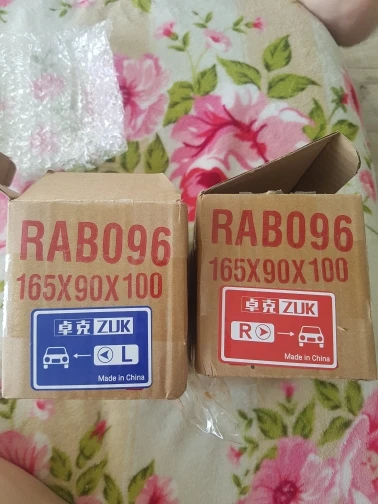 RAB096
165X90X100
卓克 ZUK
L
Made in China
RAB096
165X90X100
卓克 ZUK
R
Made in China